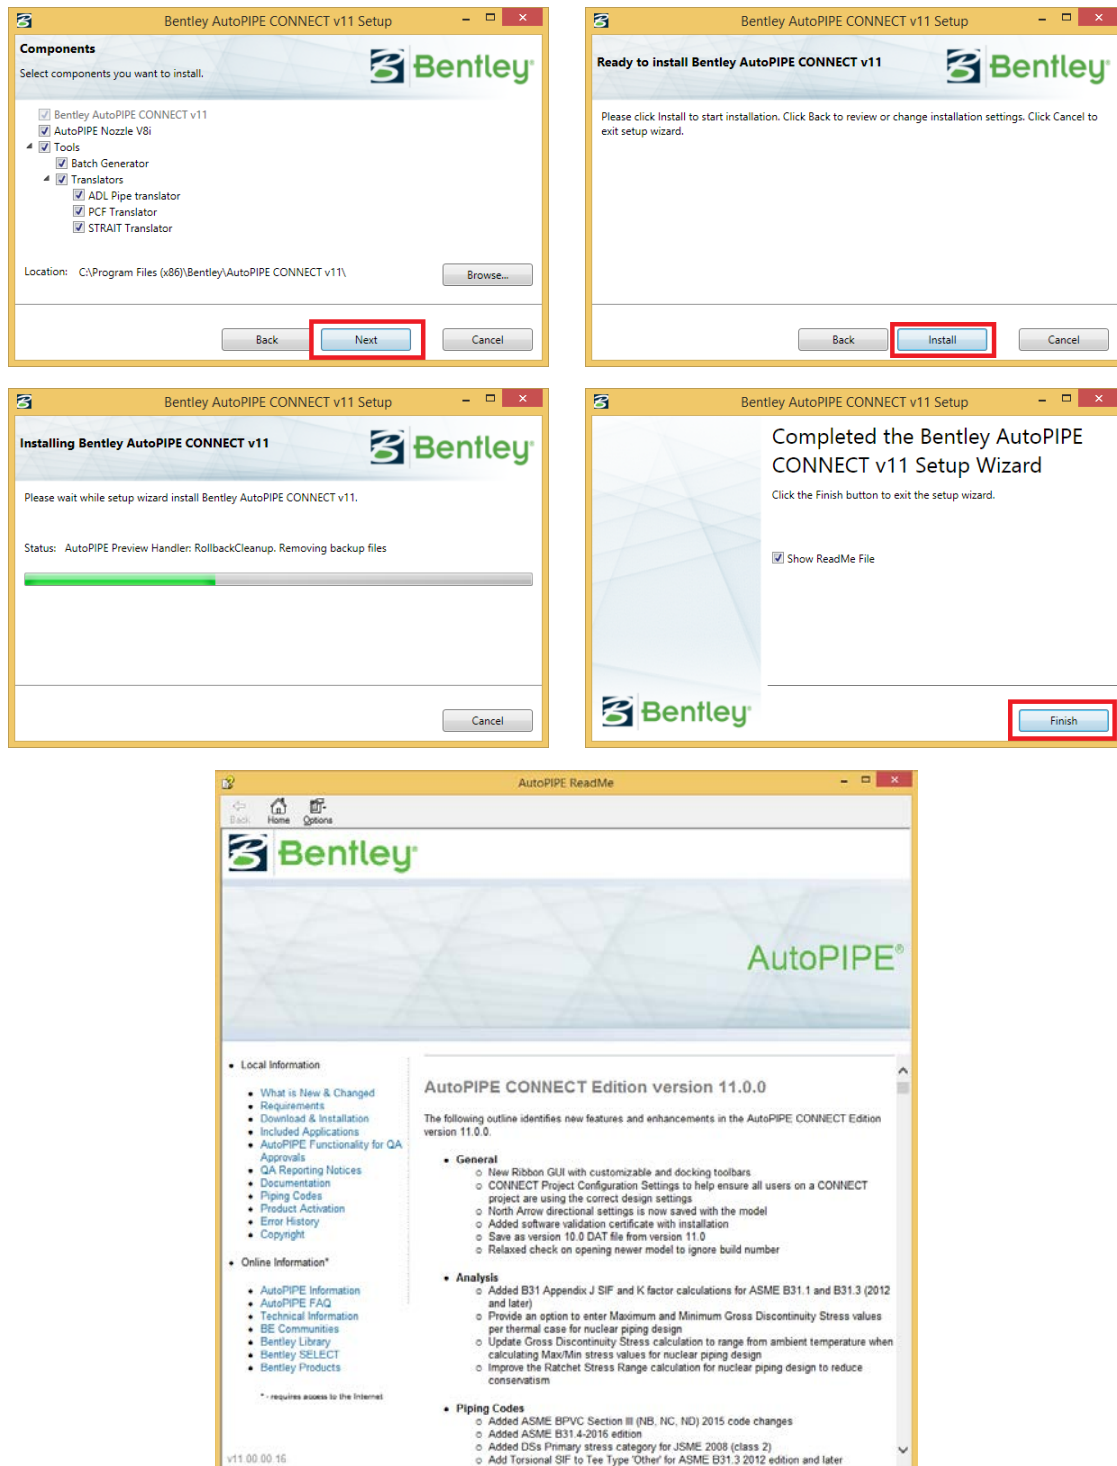 Bentley AutoPIPE CONNECT v11 Setup
Components
Select components you want to install.
Bentley
Bentley AutoPIPE CONNECT v11
AutoPIPE Nozzle V8i
Tools
Batch Generator
Translators
ADL Pipe translator
PCF Translator
STRAIT Translator
Location: C:\Program Files (x86)\Bentley\AutoPIPE CONNECT v11\
Browse...
Back
Next
Cancel
Bentley AutoPIPE CONNECT v11 Setup
Ready to install Bentley AutoPIPE CONNECT v11
Bentley
Please click Install to start installation. Click Back to review or change installation settings. Click Cancel to
exit setup wizard.
Back
Install
Cancel
Bentley AutoPIPE CONNECT v11 Setup
Installing Bentley AutoPIPE CONNECT v11
Bentley
Please wait while setup wizard install Bentley AutoPIPE CONNECT v11.
Status: AutoPIPE Preview Handler: RollbackCleanup. Removing backup files
Cancel
Bentley AutoPIPE CONNECT v11 Setup
Completed the Bentley AutoPIPE
CONNECT v11 Setup Wizard
Click the Finish button to exit the setup wizard.
Show ReadMe File
Bentley
Finish
AutoPIPE ReadMe
Back
Home
Options
Bentley
AutoPIPE®
Local Information
What is New & Changed
Requirements
Download & Installation
Included Applications
AutoPIPE Functionality for QA
Approvals
QA Reporting Notices
Documentation
Piping Codes
Product Activation
Error History
Copyright
Online Information*
AutoPIPE Information
AutoPIPE FAQ
Technical Information
BE Communities
Bentley Library
Bentley SELECT
Bentley Products
* - requires access to the Internet
v11.00.00.16
AutoPIPE CONNECT Edition version 11.0.0
The following outline identifies new features and enhancements in the AutoPIPE CONNECT Edition
version 11.0.0.
General
New Ribbon GUI with customizable and docking toolbars
CONNECT Project Configuration Settings to help ensure all users on a CONNECT
project are using the correct design settings
North Arrow directional settings is now saved with the model
Added software validation certificate with installation
Save as version 10.0 DAT file from version 11.0
Relaxed check on opening newer model to ignore build number
Analysis
Added B31 Appendix J SIF and K factor calculations for ASME B31.1 and B31.3 (2012
and later)
Provide an option to enter Maximum and Minimum Gross Discontinuity Stress values
per thermal case for nuclear piping design
Update Gross Discontinuity Stress calculation to range from ambient temperature when
calculating Max/Min stress values for nuclear piping design
Improve the Ratchet Stress Range calculation for nuclear piping design to reduce
conservatism
Piping Codes
Added ASME BPVC Section III (NB, NC, ND) 2015 code changes
Added ASME B31.4-2016 edition
Added DSs Primary stress category for JSME 2008 (class 2)
Add Torsional SIF to Tee Type 'Other' for ASME B31.3 2012 edition and later